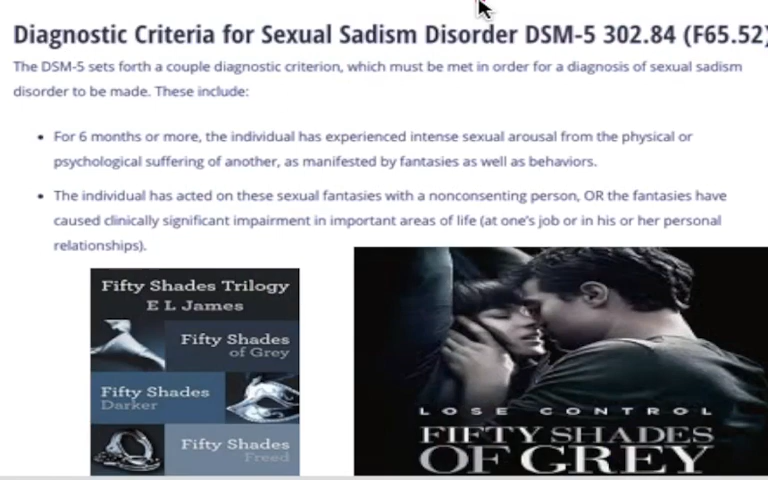 Diagnostic Criteria for Sexual Sadism Disorder DSM-5 302.84 (F65.52)
The DSM-5 sets forth a couple diagnostic criterion, which must be met in order for a diagnosis of sexual sadism
disorder to be made. These include:
• For 6 months or more, the individual has experienced intense sexual arousal from the physical or
psychological suffering of another, as manifested by fantasies as well as behaviors.
• The individual has acted on these sexual fantasies with a nonconsenting person, OR the fantasies have
caused clinically significant impairment in important areas of life (at one's job or in his or her personal
relationships).
Fifty Shades Trilogy
E L James
Fifty Shades
of Grey
Fifty Shades
Darker
Fifty Shades
Freed
LOSE CONTROL
FIFTY SHADES
OF GREY